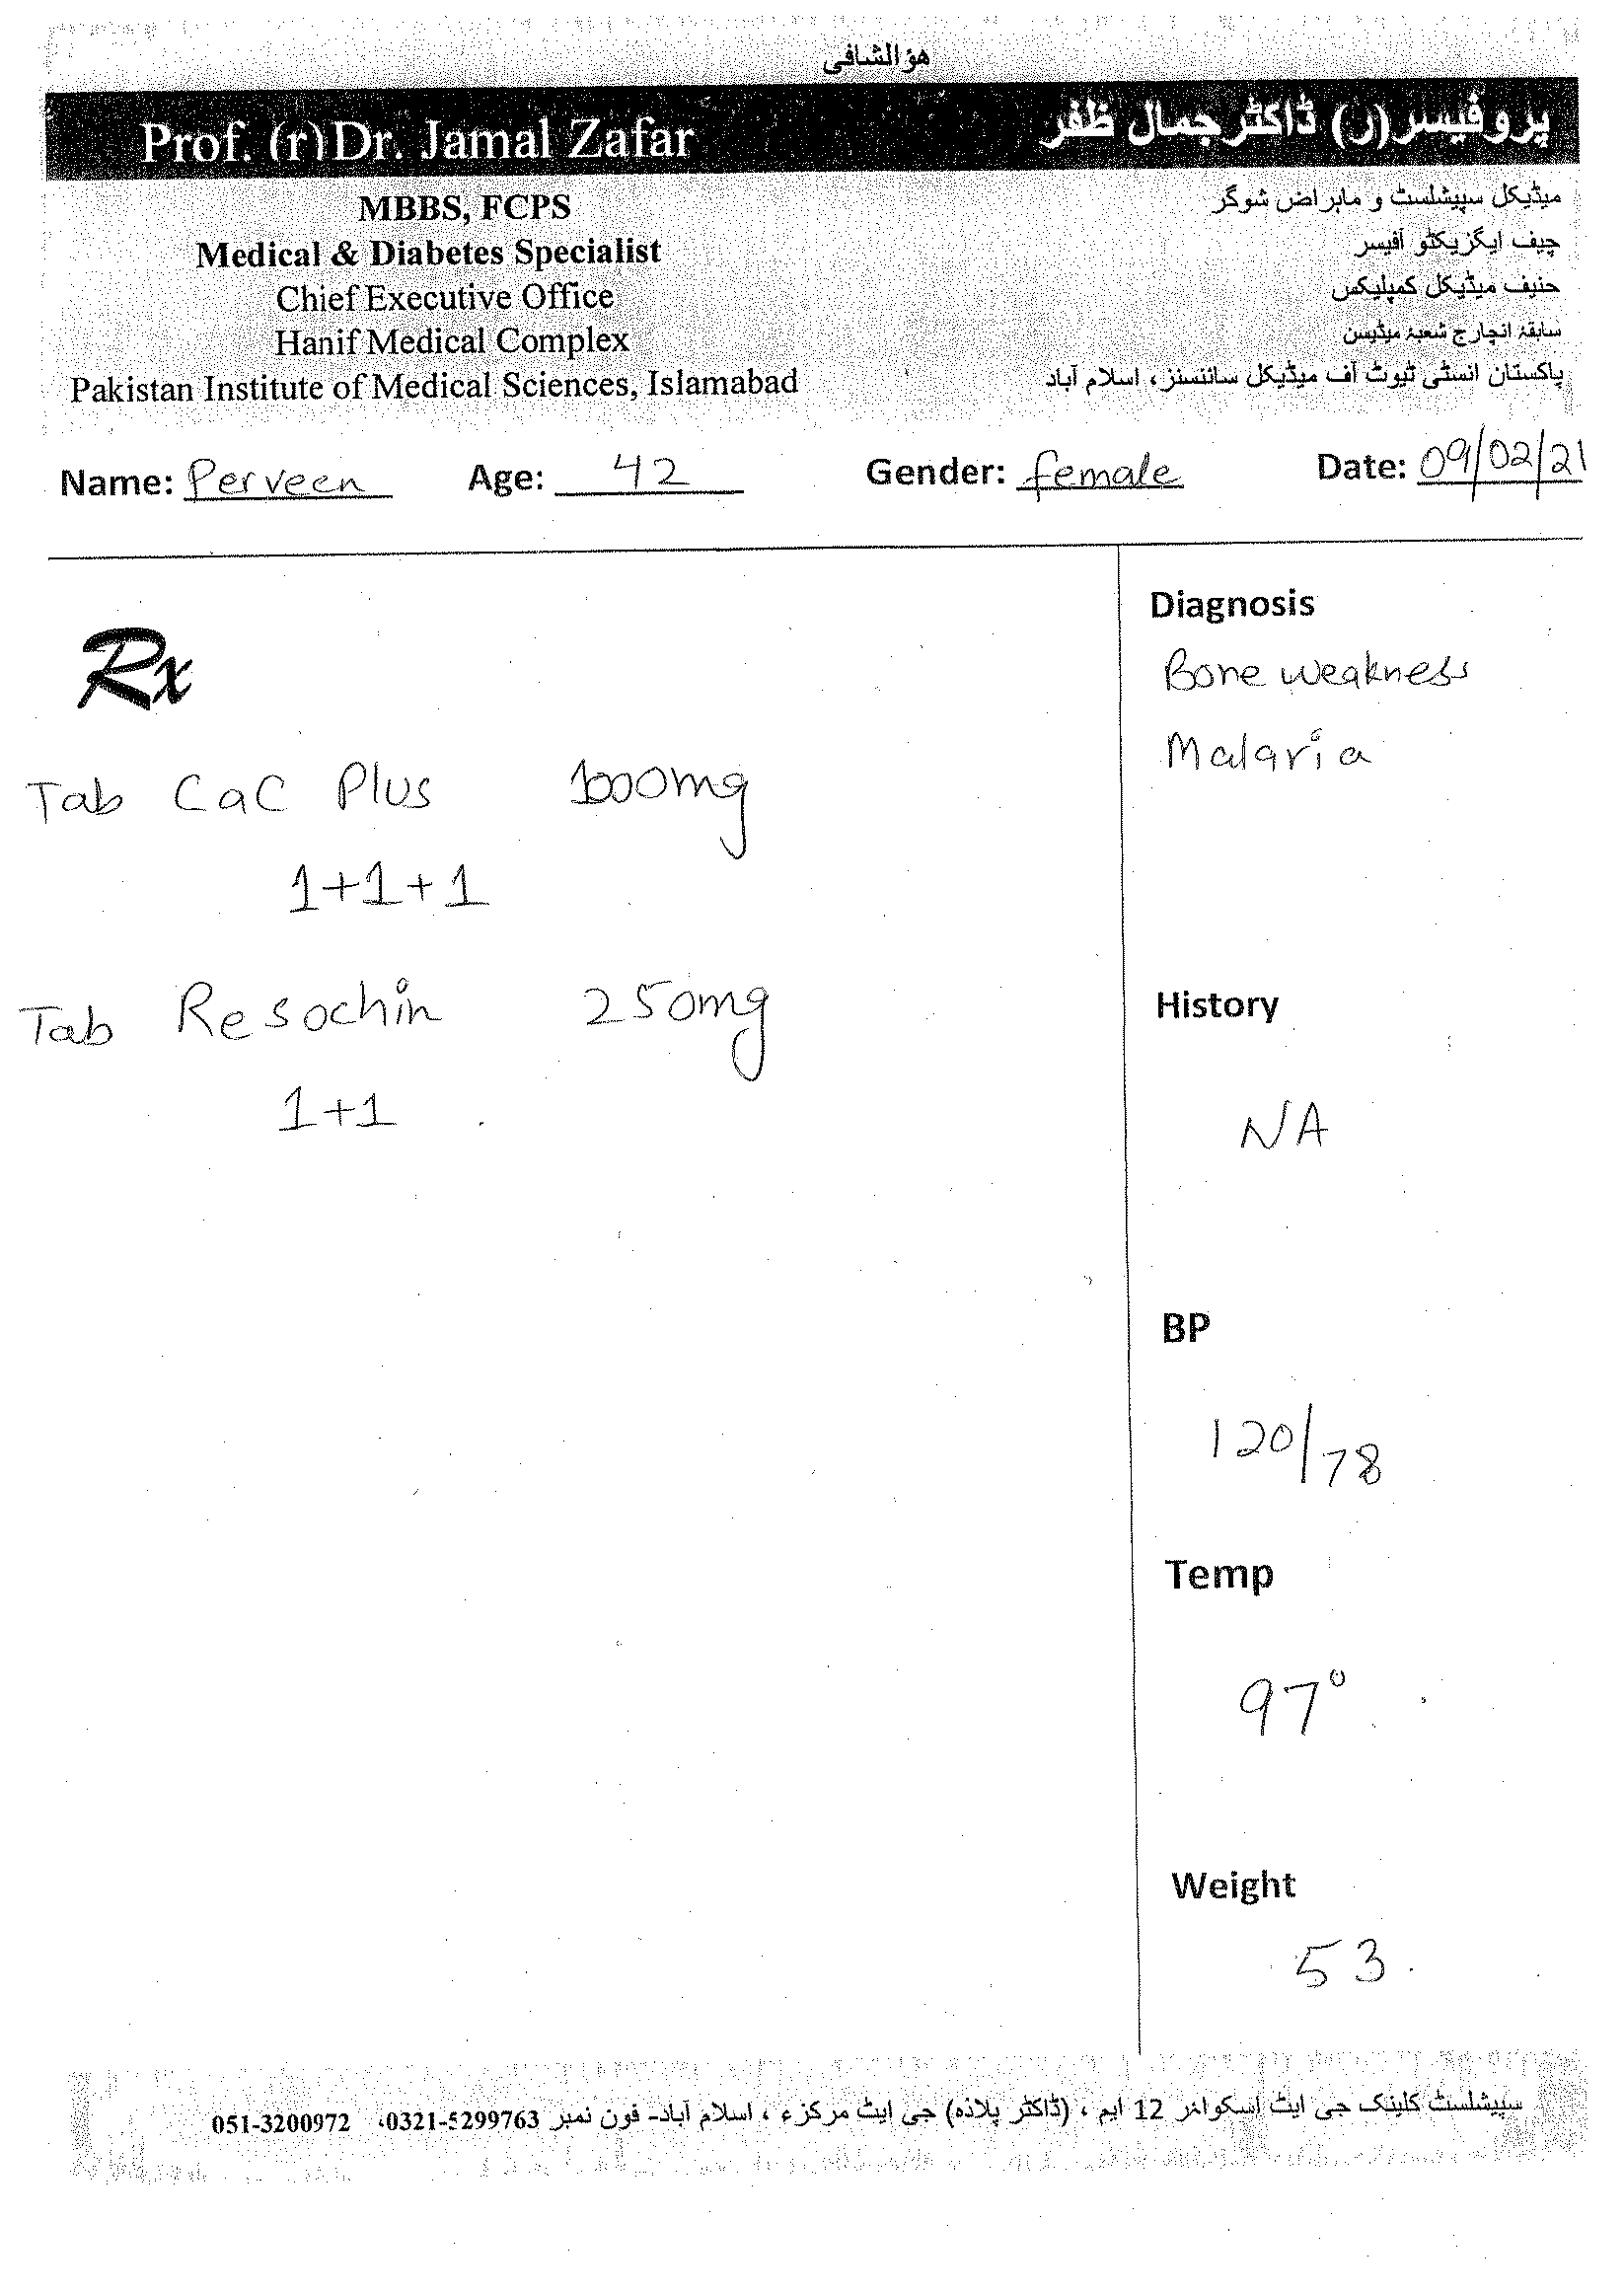 هوالشافی
Prof. (r) Dr. Jamal Zafar
پروفیسر(ر) ڈاکٹر جمال ظفر
MBBS, FCPS
میڈیکل سپیشلسٹ و ماہراض شوگر
Medical & Diabetes Specialist
چیف ایگزیکٹو آفیسر
Chief Executive Office
حنیف میڈیکل کمپلیکس
Hanif Medical Complex
سابقہ انچارج شعبۂ میڈیسن
Pakistan Institute of Medical Sciences, Islamabad
پاکستان انسٹی ٹیوٹ آف میڈیکل سائنسز، اسلام آباد
Name: Perveen Age: 42 Gender: female Date: 09/02/21
Rx
Tab CaC Plus 1000mg
1+1+1
Tab Resochin 250mg
1+1
Diagnosis
Bone weakness
Malaria
History
NA
BP
120/78
Temp
97°
Weight
53
سپیشلسٹ کلینک جی ایٹ اسکوائر 12 ایم ، (ڈاکٹر پلازہ) جی ایٹ مرکزء ، اسلام آباد- فون نمبر 0321-5299763، 051-3200972